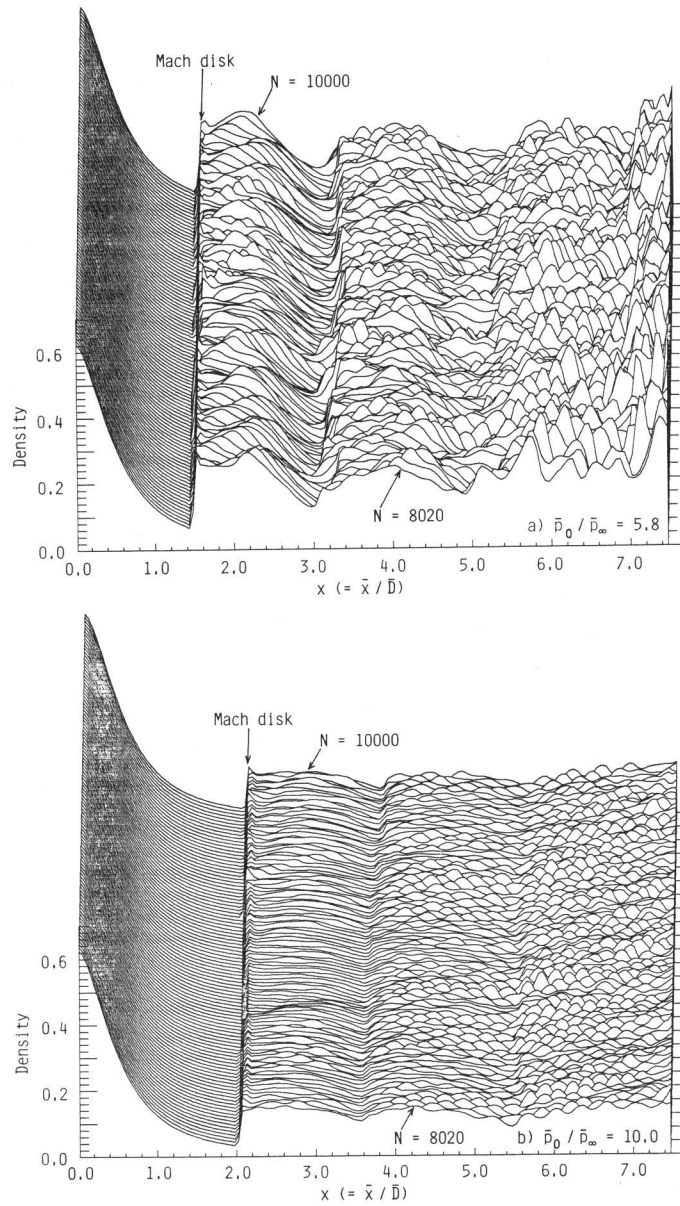 Mach disk
N = 10000
0.6
0.4
0.2
0.0
Density
N = 8020
a) p̄₀ / p̄∞ = 5.8
0.0 1.0 2.0 3.0 4.0 5.0 6.0 7.0
x (= x̄ / D̄)
Mach disk
N = 10000
0.6
0.4
0.2
0.0
Density
N = 8020
b) p̄₀ / p̄∞ = 10.0
0.0 1.0 2.0 3.0 4.0 5.0 6.0 7.0
x (= x̄ / D̄)